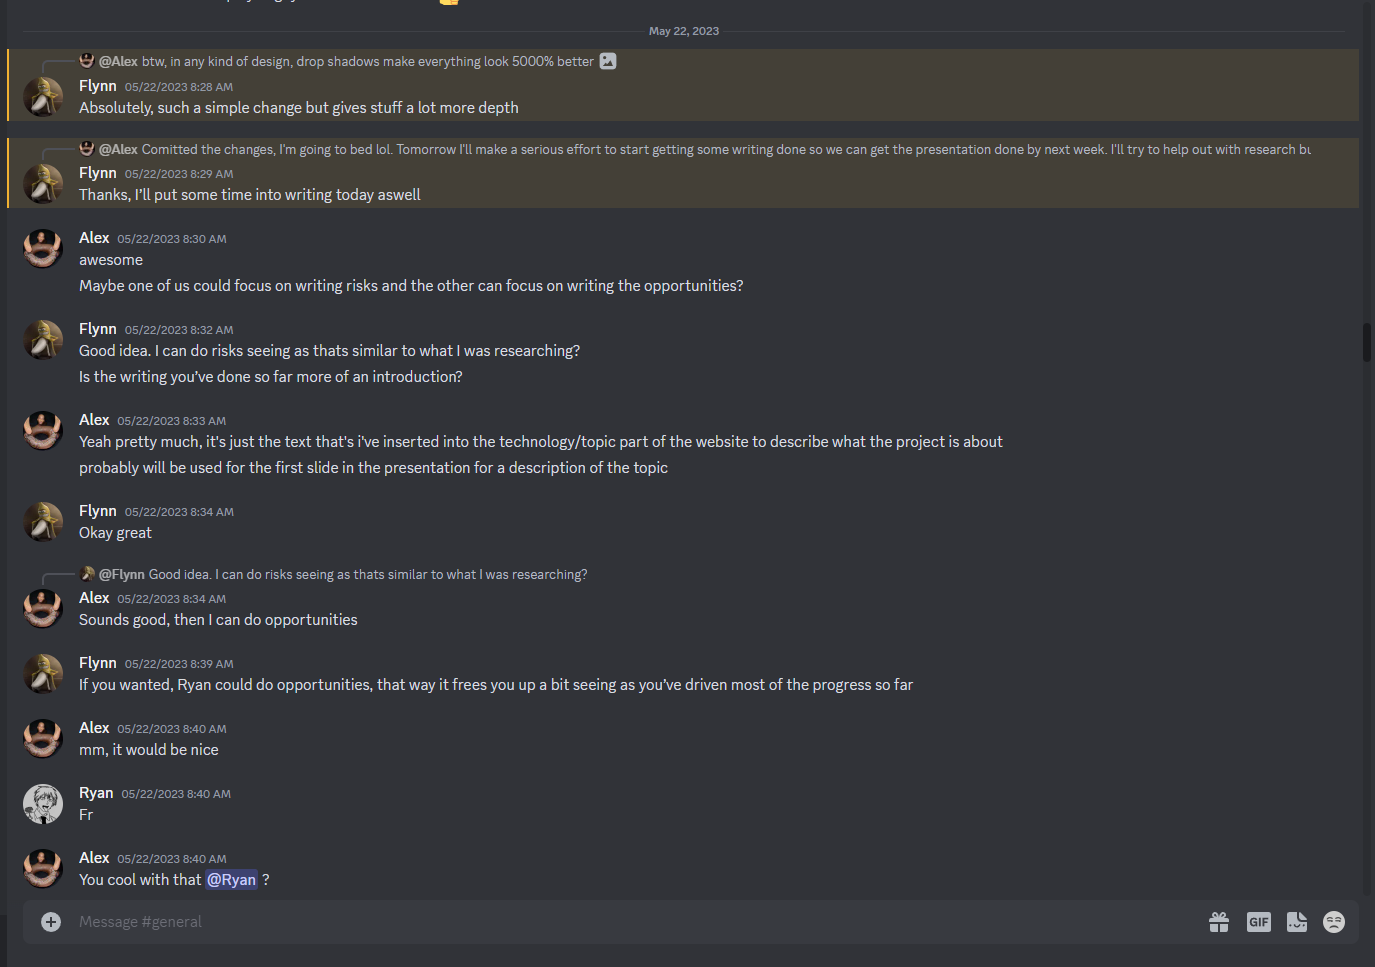 May 22, 2023
@Alex btw, in any kind of design, drop shadows make everything look 5000% better
Flynn 05/22/2023 8:28 AM
Absolutely, such a simple change but gives stuff a lot more depth
@Alex Comitted the changes, I'm going to bed lol. Tomorrow I'll make a serious effort to start getting some writing done so we can get the presentation done by next week. I'll try to help out with research bu
Flynn 05/22/2023 8:29 AM
Thanks, I'll put some time into writing today aswell
Alex 05/22/2023 8:30 AM
awesome
Maybe one of us could focus on writing risks and the other can focus on writing the opportunities?
Flynn 05/22/2023 8:32 AM
Good idea. I can do risks seeing as thats similar to what I was researching?
Is the writing you've done so far more of an introduction?
Alex 05/22/2023 8:33 AM
Yeah pretty much, it's just the text that's i've inserted into the technology/topic part of the website to describe what the project is about
probably will be used for the first slide in the presentation for a description of the topic
Flynn 05/22/2023 8:34 AM
Okay great
@Flynn Good idea. I can do risks seeing as thats similar to what I was researching?
Alex 05/22/2023 8:34 AM
Sounds good, then I can do opportunities
Flynn 05/22/2023 8:39 AM
If you wanted, Ryan could do opportunities, that way it frees you up a bit seeing as you've driven most of the progress so far
Alex 05/22/2023 8:40 AM
mm, it would be nice
Ryan 05/22/2023 8:40 AM
Fr
Alex 05/22/2023 8:40 AM
You cool with that @Ryan ?
Message #general
GIF